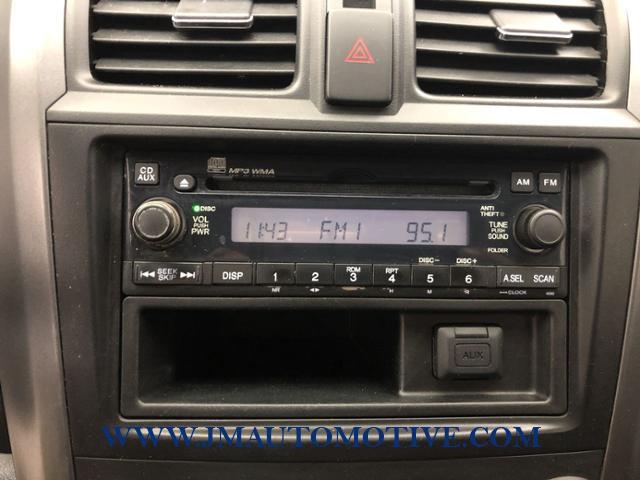 MP3 WMA
CD
AUX
AM FM
DISC
VOL
PUSH
PWR
11:43 FM1 95.1
ANTI
THEFT
TUNE
PUSH
SOUND
FOLDER
DISC- DISC+
SEEK
SKIP
DISP 1 2 RDM 3 RPT 4 5 6 A.SEL SCAN
CLOCK
AUX
WWW.JMAUTOMOTIVE.COM